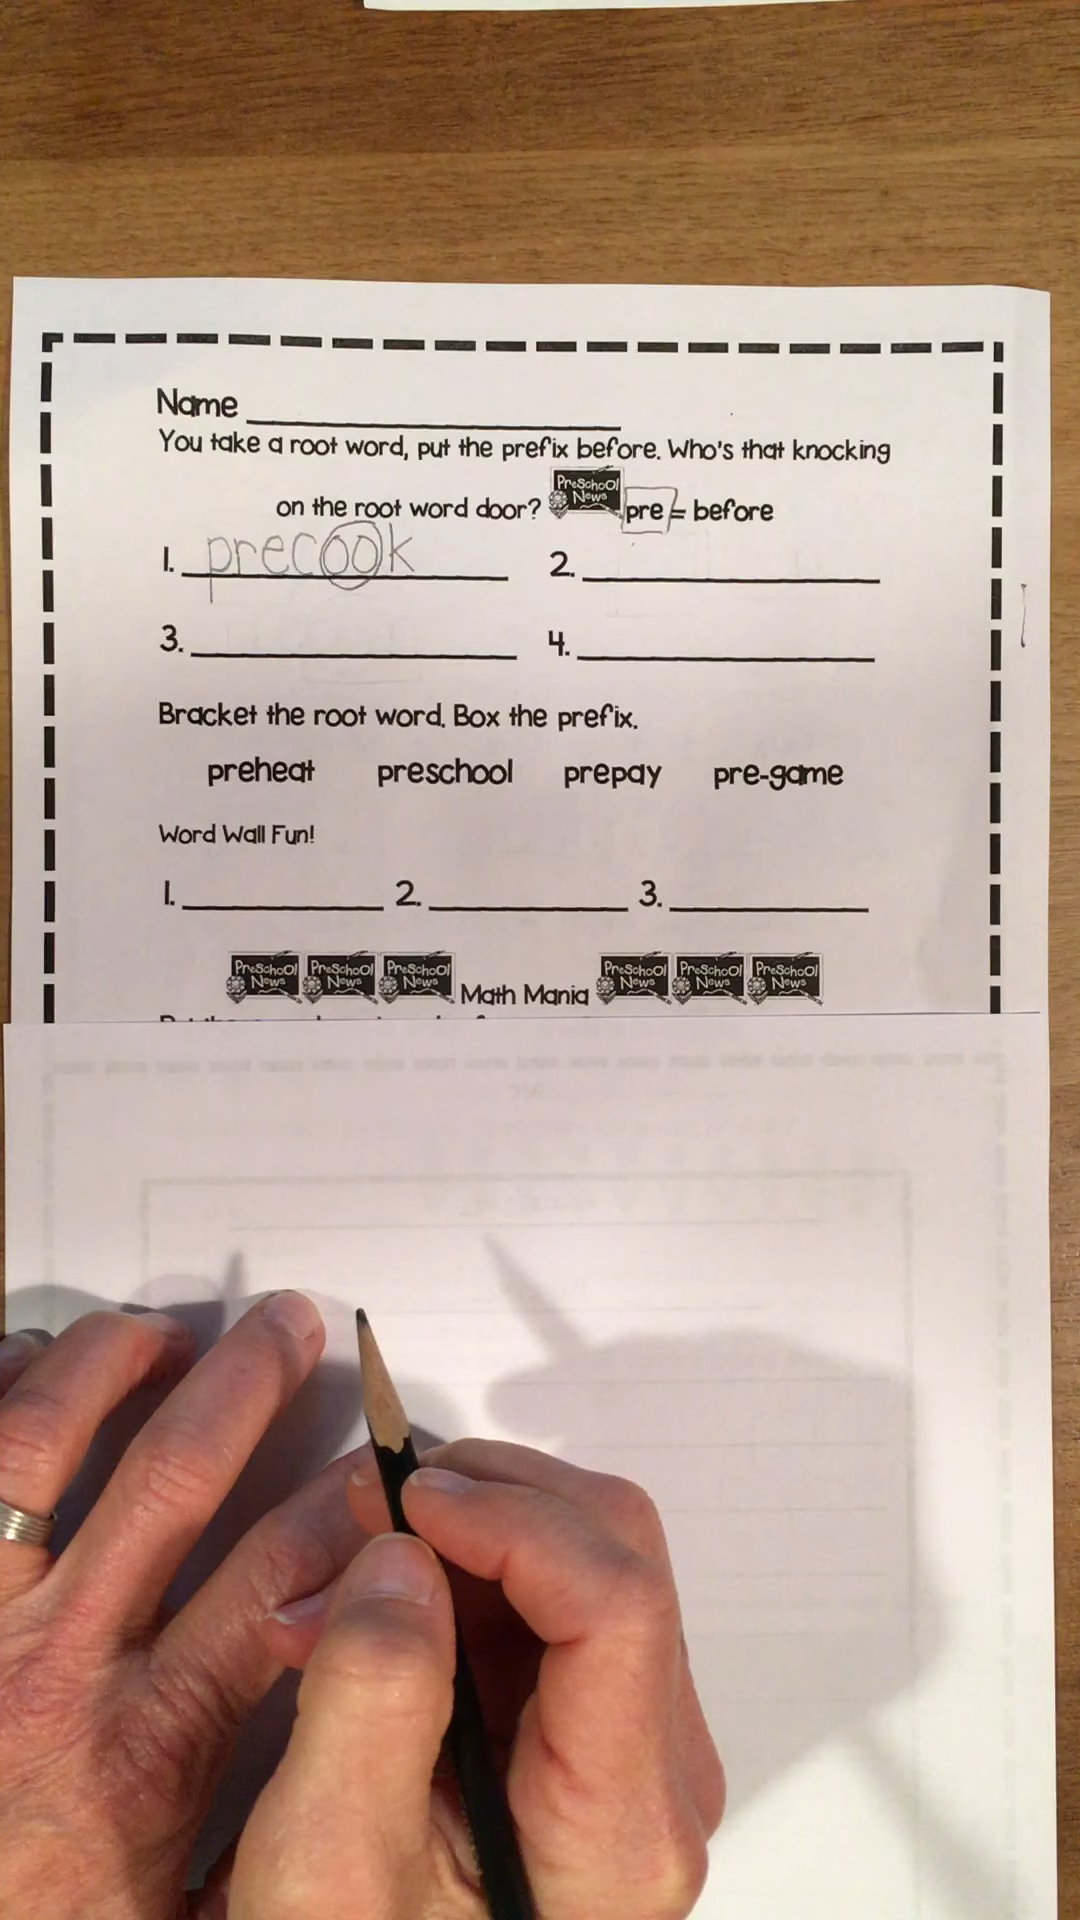 Name
You take a root word, put the prefix before. Who's that knocking
on the root word door? PreSchool News pre = before
1. precook 2.
3. 4.
Bracket the root word. Box the prefix.
preheat preschool prepay pre-game
Word Wall Fun!
1. 2. 3.
PreSchool News PreSchool News PreSchool News Math Mania PreSchool News PreSchool News PreSchool News